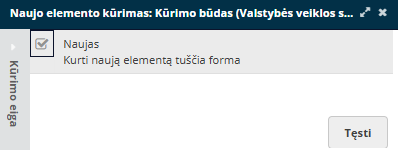 Naujo elemento kūrimas: Kūrimo būdas (Valstybės veiklos s...
Kūrimo eiga
Naujas
Kurti naują elementą tuščia forma
Tęsti